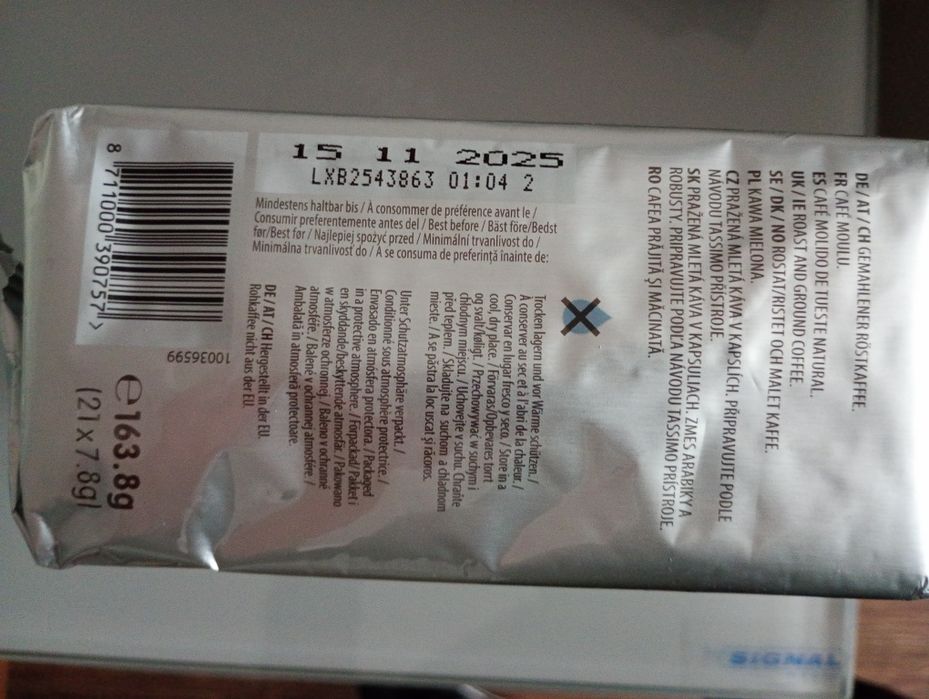 15 11 2025
LXB2543863 01:04 2
Mindestens haltbar bis / À consommer de préférence avant le /
Consumir preferentemente antes del / Best before / Bäst före/Bedst
før/Best før / Najlepiej spożyć przed / Minimální trvanlivost do /
Minimálna trvanlivosť do / A se consuma de preferință înainte de:
DE / AT / CH GEMAHLENER RÖSTKAFFEE.
FR CAFÉ MOULU.
ES CAFÉ MOLIDO DE TUESTE NATURAL.
UK / IE ROAST AND GROUND COFFEE.
SE / DK / NO ROSTAT/RISTET OCH MALET KAFFE.
PL KAWA MIELONA.
CZ PRAŽENÁ MLETÁ KÁVA V KAPSLÍCH. PŘIPRAVUJTE PODLE
NÁVODU TASSIMO PŘÍSTROJE.
SK PRAŽENÁ MLETÁ KÁVA V KAPSULIACH. ZMES ARABIKY A
ROBUSTY. PRIPRAVUJTE PODĽA NÁVODU TASSIMO PRÍSTROJE.
RO CAFEA PRĂJITĂ ȘI MĂCINATĂ.
Trocken lagern und vor Wärme schützen. /
À conserver au sec et à l'abri de la chaleur. /
Conservar en lugar fresco y seco. / Store in a
cool, dry place. / Förvaras/Opbevares torrt
og svalt/køligt. / Przechowywać w suchym i
chłodnym miejscu. / Uchovejte v suchu. Chraňte
před teplem. / Skladujte na suchom a chladnom
mieste. / A se păstra la loc uscat și răcoros.
Unter Schutzatmosphäre verpackt. /
Conditionné sous atmosphère protectrice. /
Envasado en atmósfera protectora. / Packaged
in a protective atmosphere. / Förpackad/Pakket i
en skyddande/beskyttende atmosfär. / Pakowano
w atmosferze ochronnej. / Baleno v ochranné
atmosféře. / Balené v ochrannej atmosfére. /
Ambalată în atmosferă protectoare.
DE / AT / CH Hergestellt in der EU.
Rohkaffee nicht aus der EU.
10036599
8 711000 390757 >
e163.8g
(21 x 7.8g)
SIGNAL